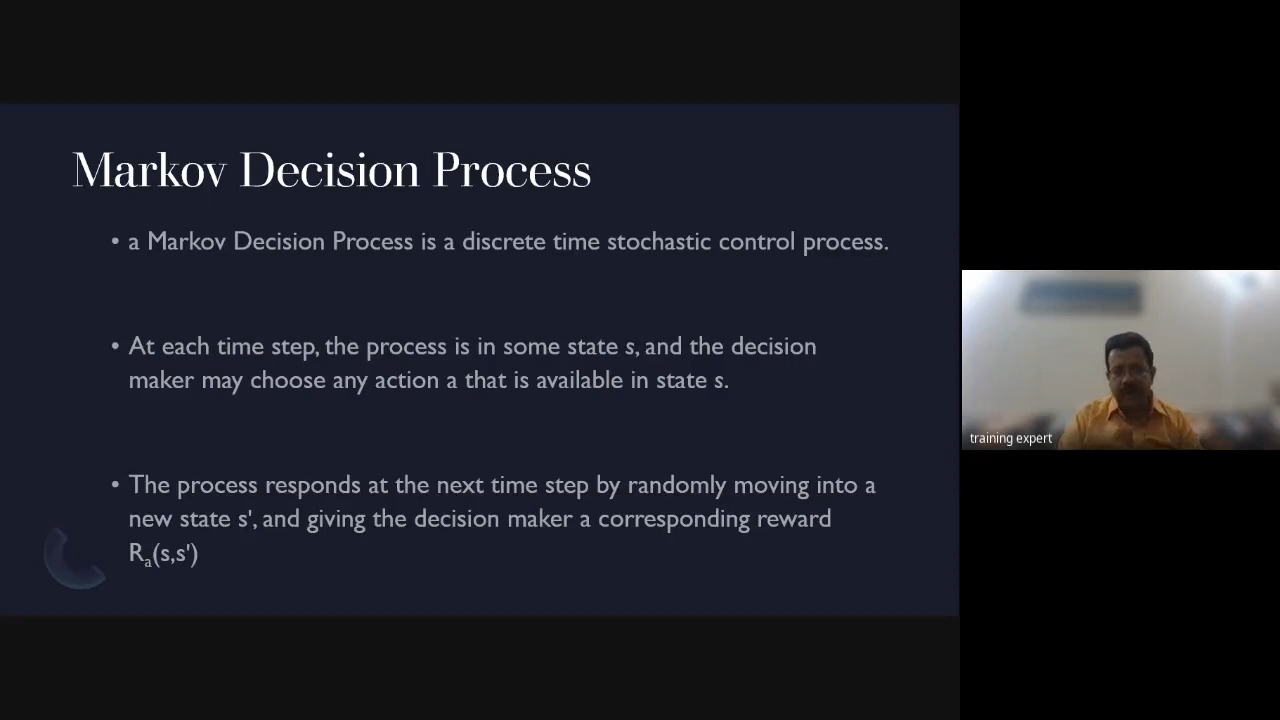 Markov Decision Process
• a Markov Decision Process is a discrete time stochastic control process.
• At each time step, the process is in some state s, and the decision
maker may choose any action a that is available in state s.
• The process responds at the next time step by randomly moving into a
new state s', and giving the decision maker a corresponding reward
Rₐ(s,s')
training expert